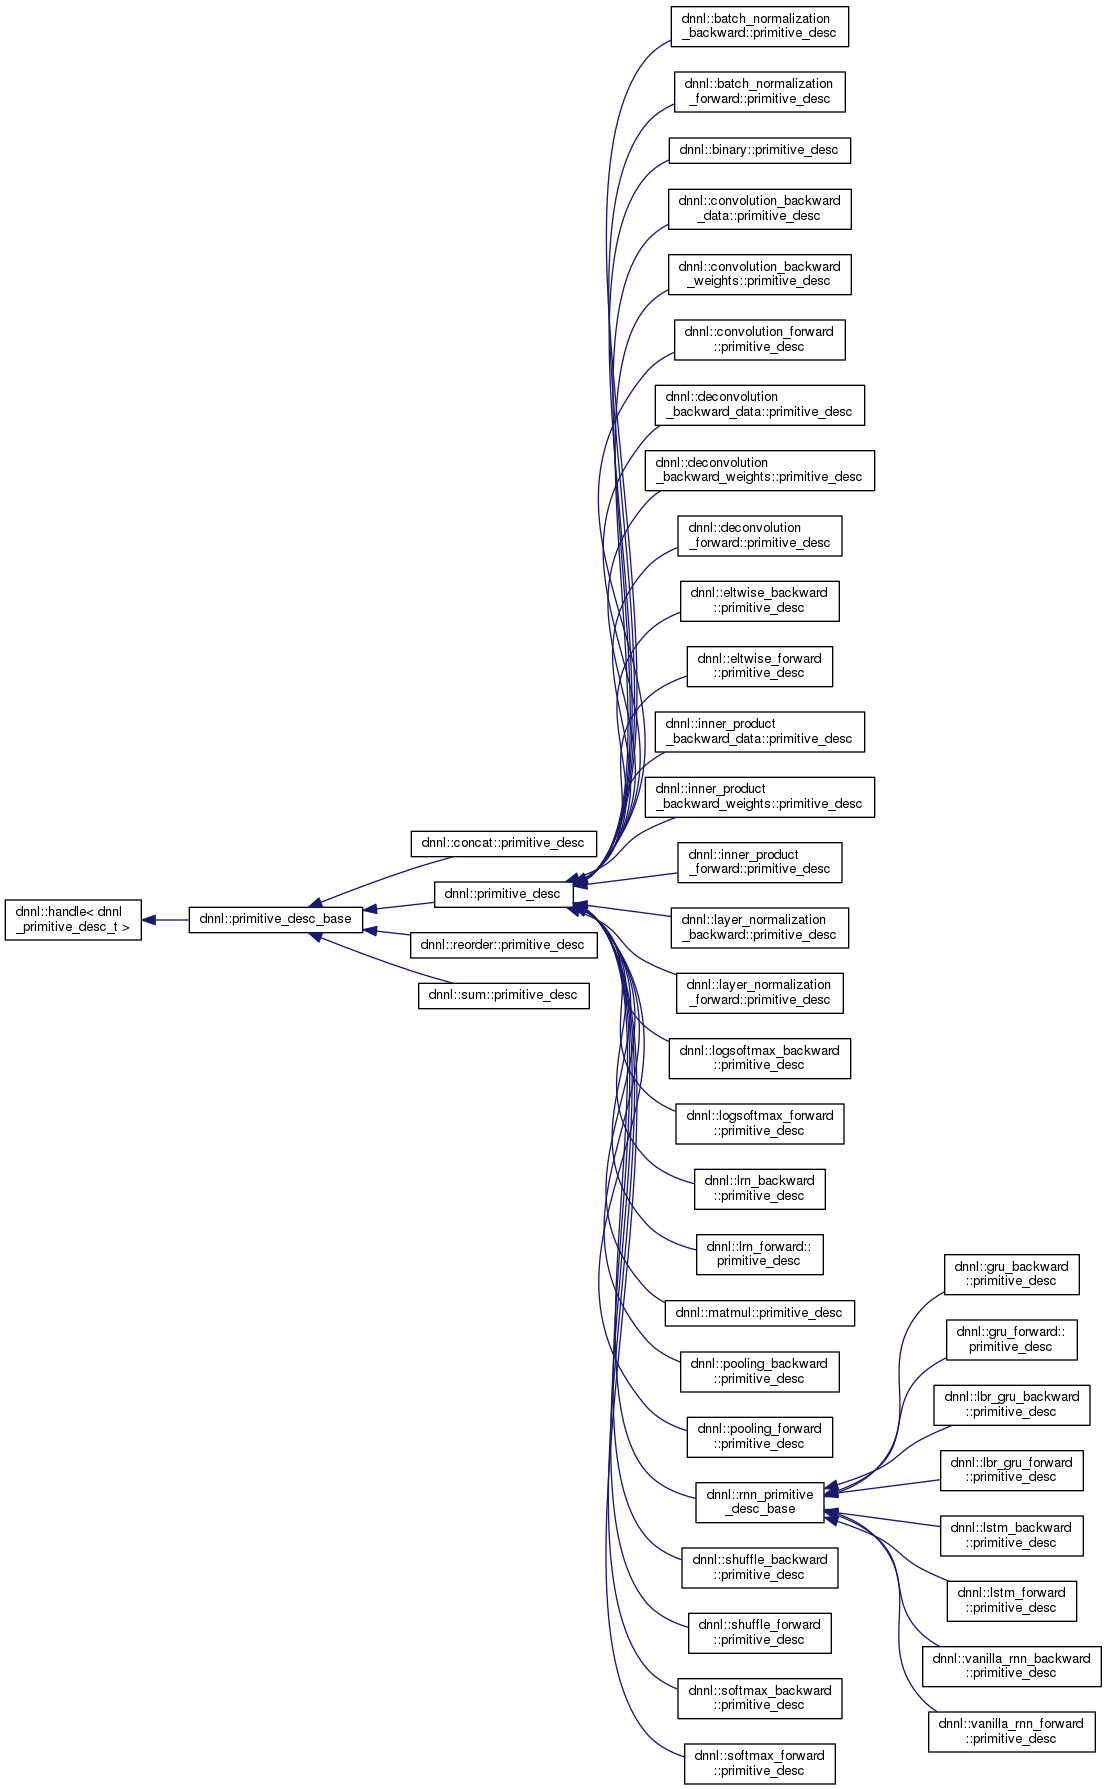 dnnl::handle< dnnl
_primitive_desc_t >
dnnl::primitive_desc_base
dnnl::concat::primitive_desc
dnnl::primitive_desc
dnnl::reorder::primitive_desc
dnnl::sum::primitive_desc
dnnl::batch_normalization
_backward::primitive_desc
dnnl::batch_normalization
_forward::primitive_desc
dnnl::binary::primitive_desc
dnnl::convolution_backward
_data::primitive_desc
dnnl::convolution_backward
_weights::primitive_desc
dnnl::convolution_forward
::primitive_desc
dnnl::deconvolution
_backward_data::primitive_desc
dnnl::deconvolution
_backward_weights::primitive_desc
dnnl::deconvolution
_forward::primitive_desc
dnnl::eltwise_backward
::primitive_desc
dnnl::eltwise_forward
::primitive_desc
dnnl::inner_product
_backward_data::primitive_desc
dnnl::inner_product
_backward_weights::primitive_desc
dnnl::inner_product
_forward::primitive_desc
dnnl::layer_normalization
_backward::primitive_desc
dnnl::layer_normalization
_forward::primitive_desc
dnnl::logsoftmax_backward
::primitive_desc
dnnl::logsoftmax_forward
::primitive_desc
dnnl::lrn_backward
::primitive_desc
dnnl::lrn_forward::
primitive_desc
dnnl::matmul::primitive_desc
dnnl::pooling_backward
::primitive_desc
dnnl::pooling_forward
::primitive_desc
dnnl::rnn_primitive
_desc_base
dnnl::shuffle_backward
::primitive_desc
dnnl::shuffle_forward
::primitive_desc
dnnl::softmax_backward
::primitive_desc
dnnl::softmax_forward
::primitive_desc
dnnl::gru_backward
::primitive_desc
dnnl::gru_forward::
primitive_desc
dnnl::lbr_gru_backward
::primitive_desc
dnnl::lbr_gru_forward
::primitive_desc
dnnl::lstm_backward
::primitive_desc
dnnl::lstm_forward
::primitive_desc
dnnl::vanilla_rnn_backward
::primitive_desc
dnnl::vanilla_rnn_forward
::primitive_desc